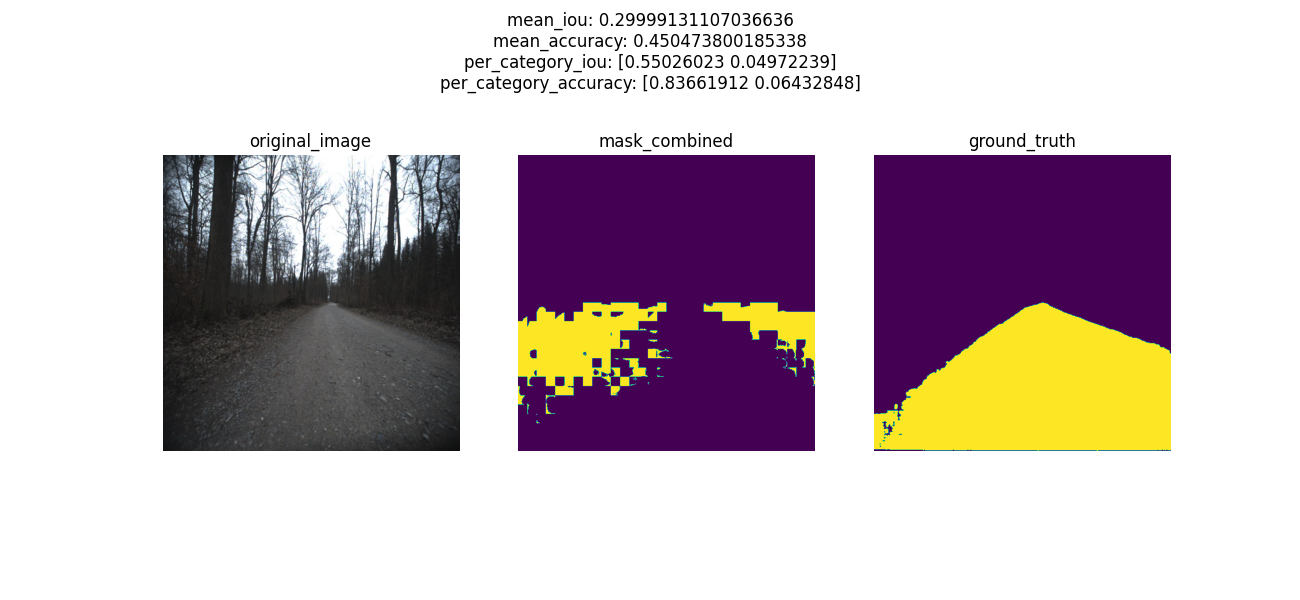 mean_iou: 0.29999131107036636
mean_accuracy: 0.450473800185338
per_category_iou: [0.55026023 0.04972239]
per_category_accuracy: [0.83661912 0.06432848]
original_image
mask_combined
ground_truth